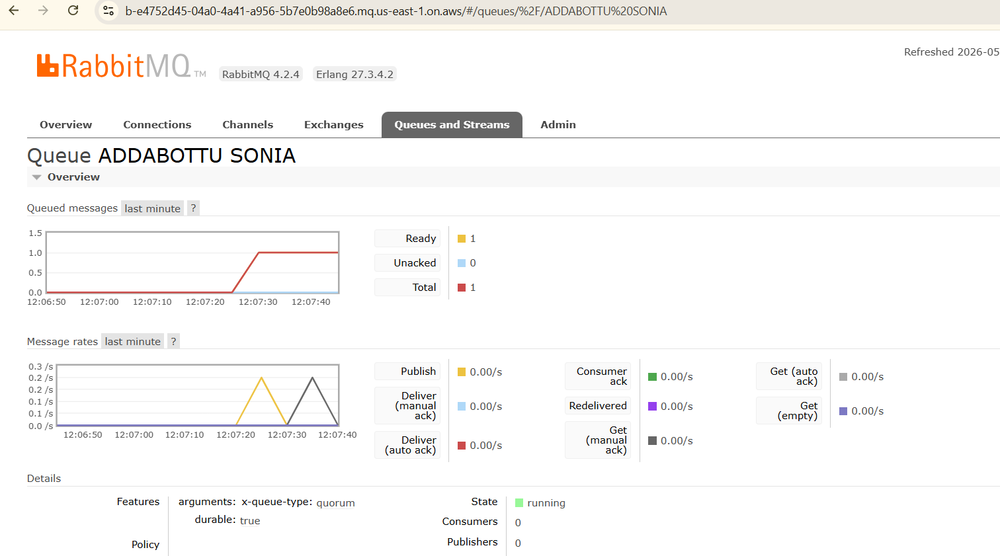 b-e4752d45-04a0-4a41-a956-5b7e0b98a8e6.mq.us-east-1.on.aws/#/queues/%2F/ADDABOTTU%20SONIA
Refreshed 2026-05
RabbitMQ TM RabbitMQ 4.2.4 Erlang 27.3.4.2
Overview Connections Channels Exchanges Queues and Streams Admin
Queue ADDABOTTU SONIA
Overview
Queued messages last minute ?
1.5
1.0
0.5
0.0
12:06:50 12:07:00 12:07:10 12:07:20 12:07:30 12:07:40
Ready 1
Unacked 0
Total 1
Message rates last minute ?
0.3 /s
0.2 /s
0.2 /s
0.1 /s
0.1 /s
0.0 /s
12:06:50 12:07:00 12:07:10 12:07:20 12:07:30 12:07:40
Publish 0.00/s
Deliver
(manual
ack) 0.00/s
Deliver
(auto ack) 0.00/s
Consumer
ack 0.00/s
Redelivered 0.00/s
Get
(manual
ack) 0.00/s
Get (auto
ack) 0.00/s
Get
(empty) 0.00/s
Details
Features arguments: x-queue-type: quorum
durable: true
Policy
State running
Consumers 0
Publishers 0